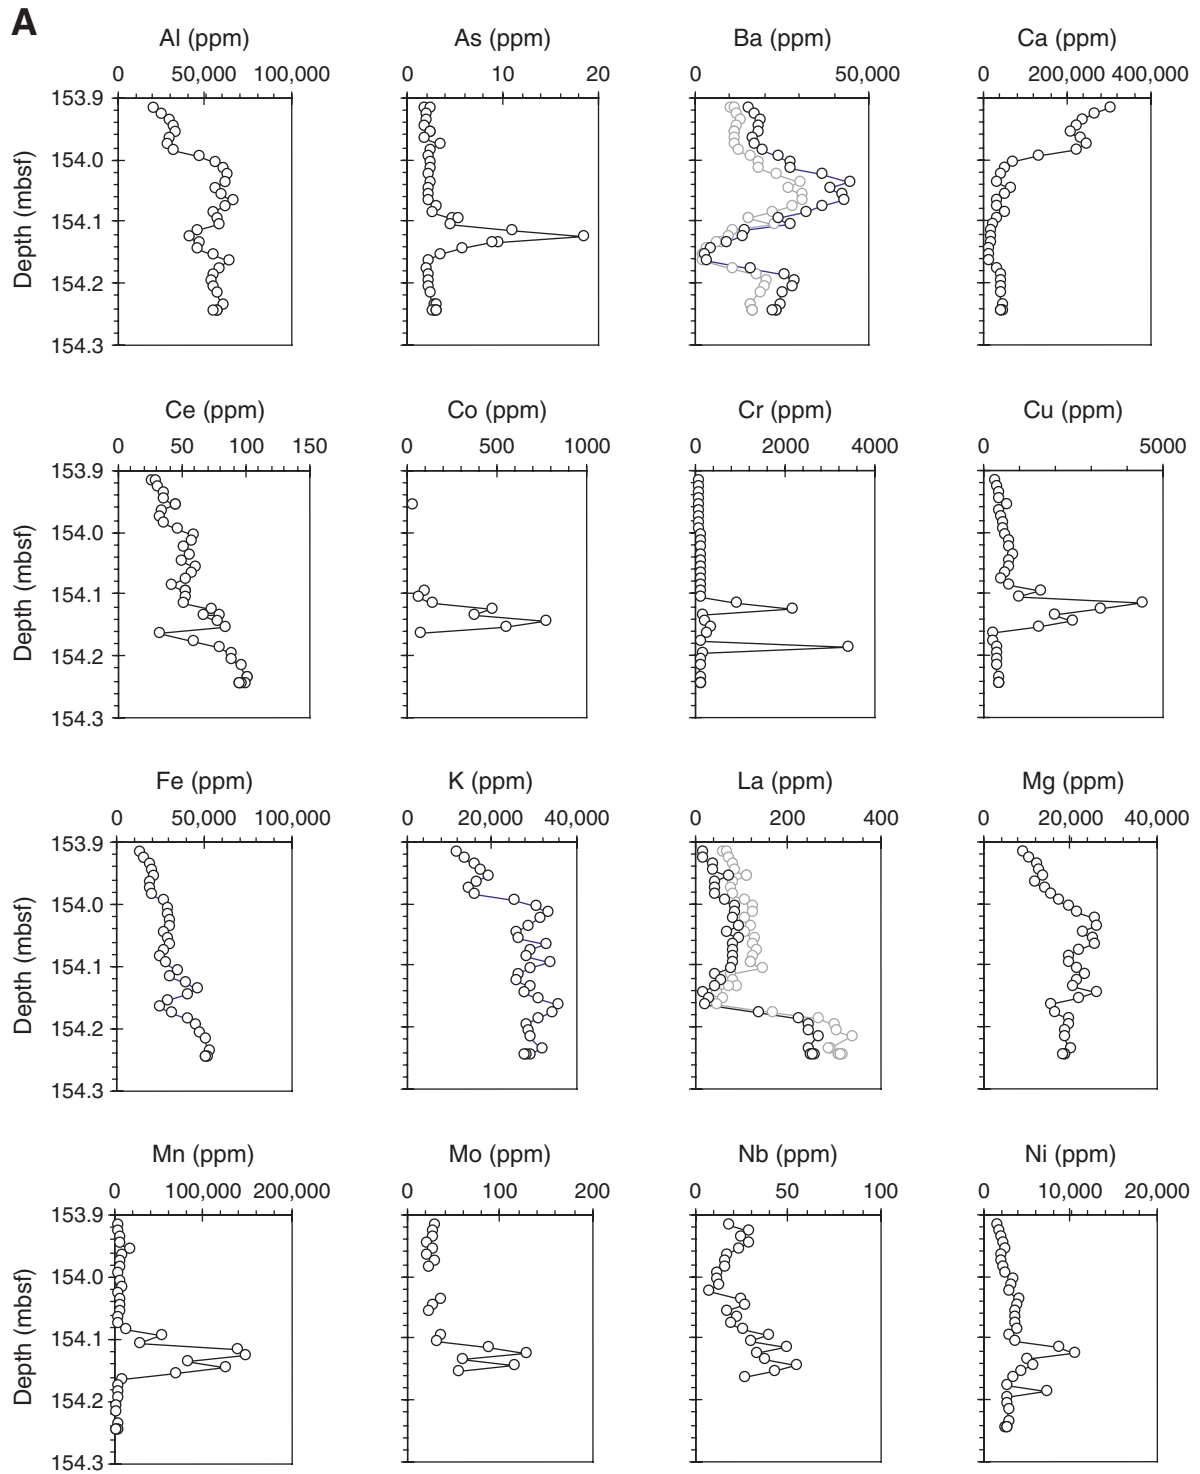 A
Al (ppm) As (ppm) Ba (ppm) Ca (ppm)
0 50,000 100,000 0 10 20 0 50,000 0 200,000 400,000
153.9
154.0
154.1
154.2
154.3
Depth (mbsf)
Ce (ppm) Co (ppm) Cr (ppm) Cu (ppm)
0 50 100 150 0 500 1000 0 2000 4000 0 5000
153.9
154.0
154.1
154.2
154.3
Depth (mbsf)
Fe (ppm) K (ppm) La (ppm) Mg (ppm)
0 50,000 100,000 0 20,000 40,000 0 200 400 0 20,000 40,000
153.9
154.0
154.1
154.2
154.3
Depth (mbsf)
Mn (ppm) Mo (ppm) Nb (ppm) Ni (ppm)
0 100,000 200,000 0 100 200 0 50 100 0 10,000 20,000
153.9
154.0
154.1
154.2
154.3
Depth (mbsf)